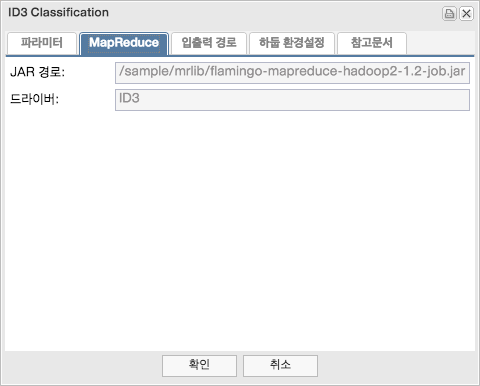 ID3 Classification
파라미터 MapReduce 입출력 경로 하둡 환경설정 참고문서
JAR 경로: /sample/mrlib/flamingo-mapreduce-hadoop2-1.2-job.jar
드라이버: ID3
확인 취소